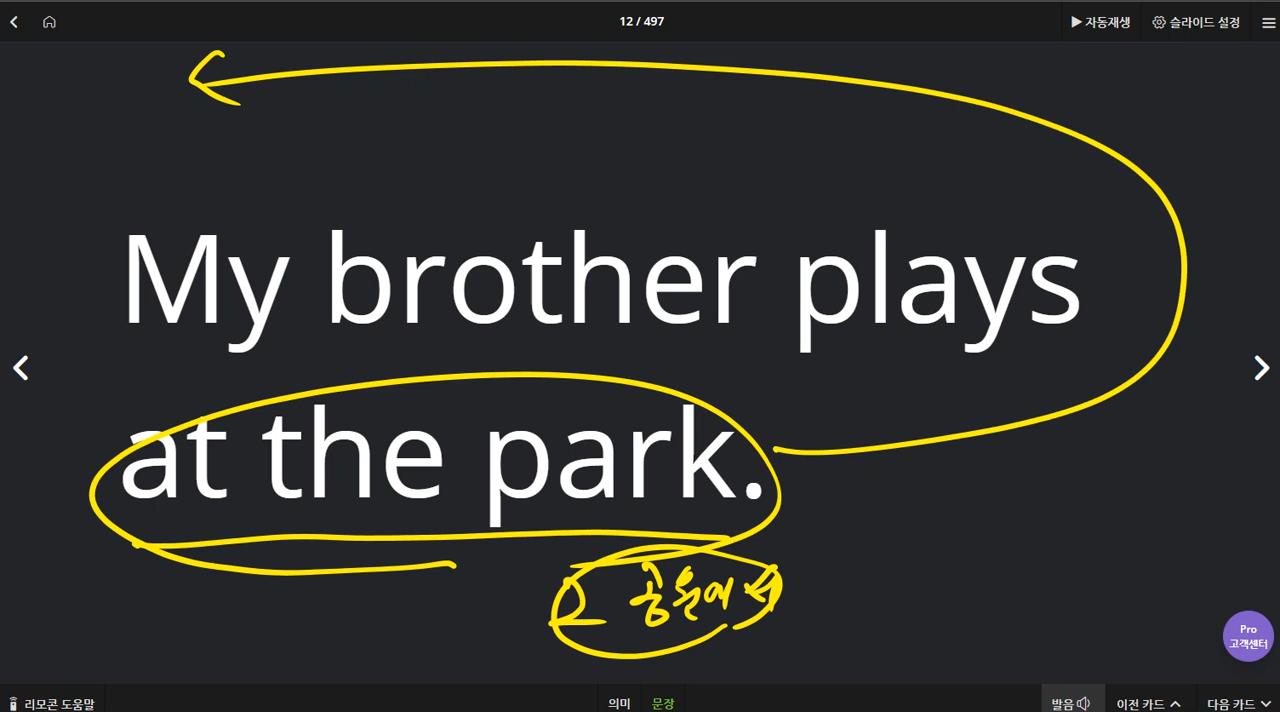 12 / 497
자동재생
슬라이드 설정
My brother plays
at the park.
공원에서
Pro
고객센터
리모콘 도움말
의미
문장
발음
이전 카드
다음 카드